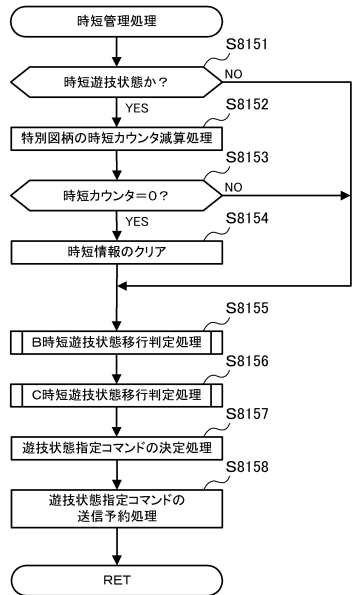 時短管理処理
S8151
時短遊技状態か？
NO
YES
S8152
特別図柄の時短カウンタ減算処理
S8153
時短カウンタ＝０？
NO
YES
S8154
時短情報のクリア
S8155
Ｂ時短遊技状態移行判定処理
S8156
Ｃ時短遊技状態移行判定処理
S8157
遊技状態指定コマンドの決定処理
S8158
遊技状態指定コマンドの
送信予約処理
RET